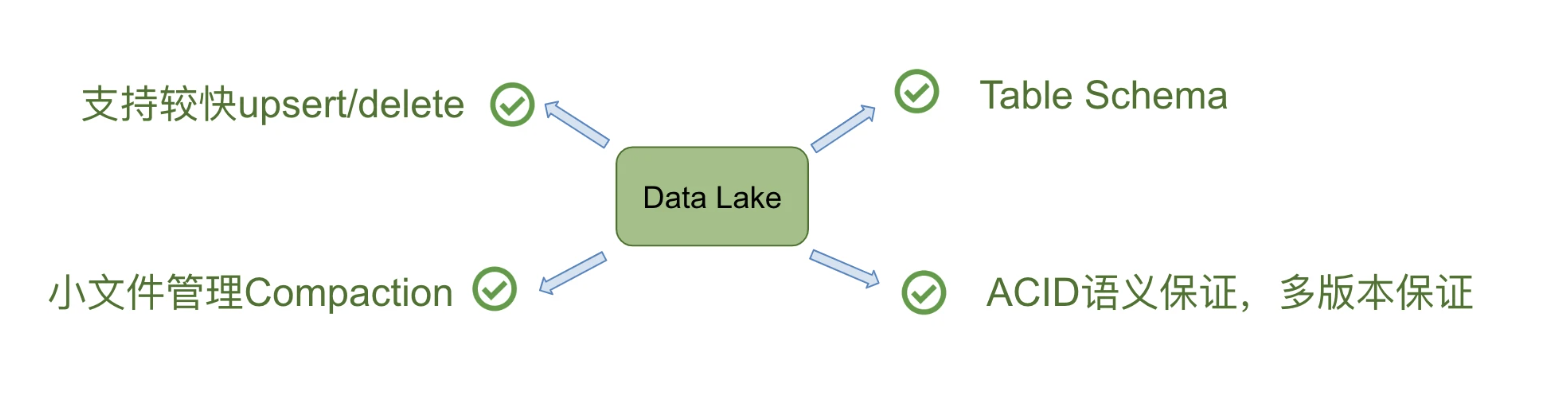 支持较快upsert/delete
Table Schema
Data Lake
小文件管理Compaction
ACID语义保证，多版本保证